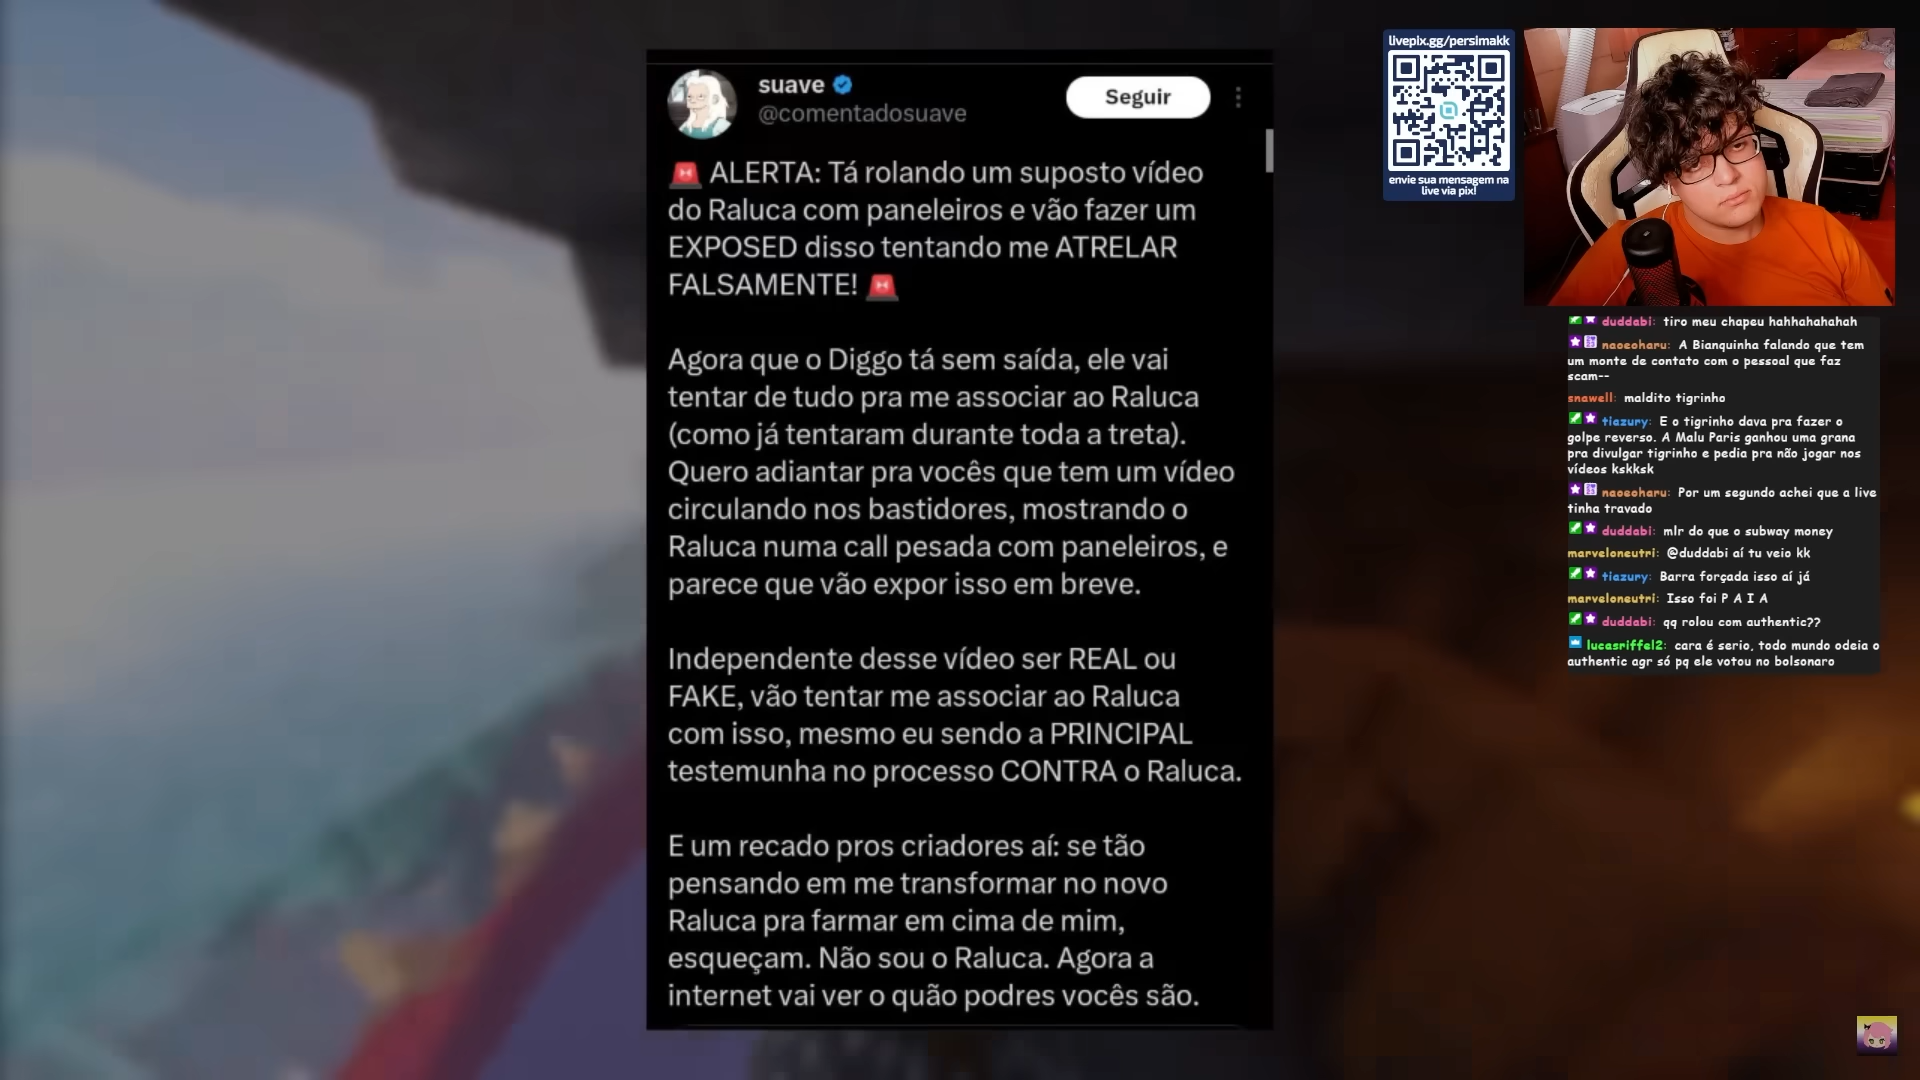 suave
@comentadosuave
Seguir
🚨 ALERTA: Tá rolando um suposto vídeo
do Raluca com paneleiros e vão fazer um
EXPOSED disso tentando me ATRELAR
FALSAMENTE! 🚨
Agora que o Diggo tá sem saída, ele vai
tentar de tudo pra me associar ao Raluca
(como já tentaram durante toda a treta).
Quero adiantar pra vocês que tem um vídeo
circulando nos bastidores, mostrando o
Raluca numa call pesada com paneleiros, e
parece que vão expor isso em breve.
Independente desse vídeo ser REAL ou
FAKE, vão tentar me associar ao Raluca
com isso, mesmo eu sendo a PRINCIPAL
testemunha no processo CONTRA o Raluca.
E um recado pros criadores aí: se tão
pensando em me transformar no novo
Raluca pra farmar em cima de mim,
esqueçam. Não sou o Raluca. Agora a
internet vai ver o quão podres vocês são.
livepix.gg/persimakk
envie sua mensagem na
live via pix!
duddabi: tiro meu chapeu hahhahahahah
naoeoharu: A Bianquinha falando que tem
um monte de contato com o pessoal que faz
scam--
snawell: maldito tigrinho
tiazury: E o tigrinho dava pra fazer o
golpe reverso. A Malu Paris ganhou uma grana
pra divulgar tigrinho e pedia pra não jogar nos
vídeos kskksk
naoeoharu: Por um segundo achei que a live
tinha travado
duddabi: mlr do que o subway money
marveloneutri: @duddabi aí tu veio kk
tiazury: Barra forçada isso aí já
marveloneutri: Isso foi P A I A
duddabi: qq rolou com authentic??
lucasriffel2: cara é serio, todo mundo odeia o
authentic agr só pq ele votou no bolsonaro